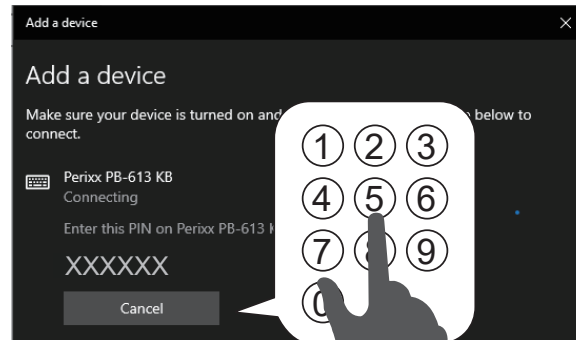 Add a device
Add a device
Make sure your device is turned on and below to
connect.
Perixx PB-613 KB
Connecting
Enter this PIN on Perixx PB-613
XXXXXX
Cancel
1 2 3
4 5 6
7 9